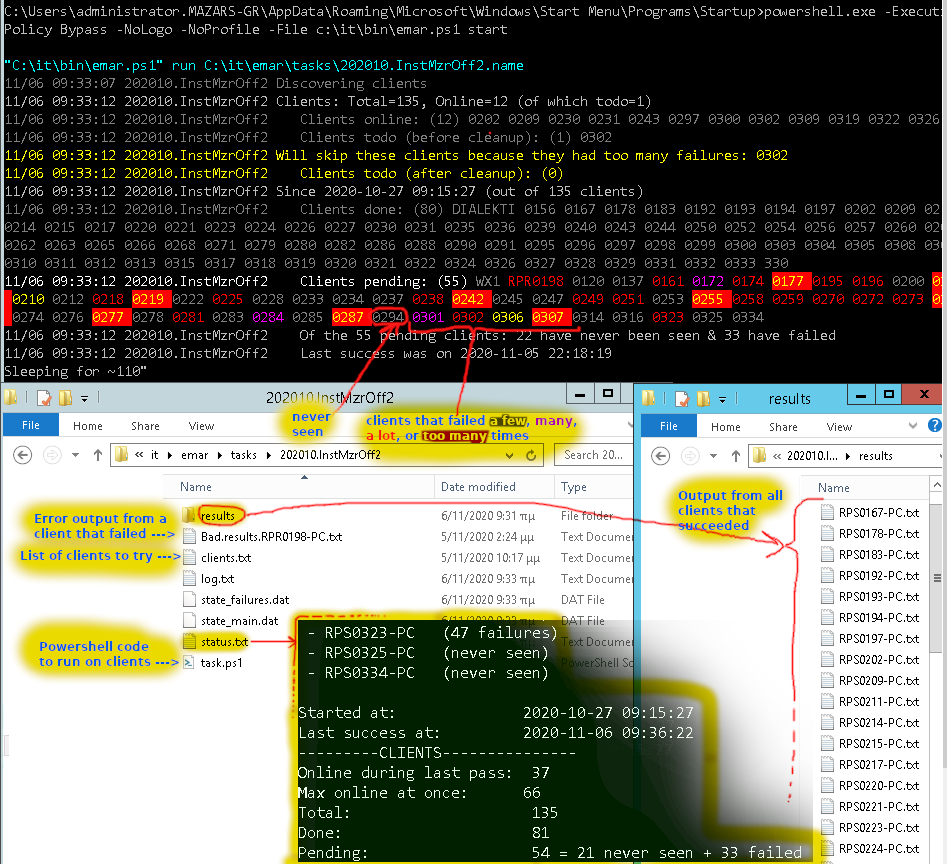 C:\Users\administrator.MAZARS-GR\AppData\Roaming\Microsoft\Windows\Start Menu\Programs\Startup>powershell.exe -Executi
Policy Bypass -NoLogo -NoProfile -File c:\it\bin\emar.ps1 start
"C:\it\bin\emar.ps1" run C:\it\emar\tasks\202010.InstMzrOff2.name
11/06 09:33:07 202010.InstMzrOff2 Discovering clients
11/06 09:33:12 202010.InstMzrOff2 Clients: Total=135, Online=12 (of which todo=1)
11/06 09:33:12 202010.InstMzrOff2 Clients online: (12) 0202 0209 0230 0231 0243 0297 0300 0302 0309 0319 0322 0326
11/06 09:33:12 202010.InstMzrOff2 Clients todo (before cleanup): (1) 0302
11/06 09:33:12 202010.InstMzrOff2 Will skip these clients because they had too many failures: 0302
11/06 09:33:12 202010.InstMzrOff2 Clients todo (after cleanup): (0)
11/06 09:33:12 202010.InstMzrOff2 Since 2020-10-27 09:15:27 (out of 135 clients)
11/06 09:33:12 202010.InstMzrOff2 Clients done: (80) DIALEKTI 0156 0167 0178 0183 0192 0193 0194 0197 0202 0209 02
0214 0215 0217 0220 0221 0223 0224 0226 0227 0230 0231 0235 0236 0239 0240 0243 0244 0250 0254 0256 0257 0260
0262 0263 0265 0266 0268 0271 0279 0280 0282 0286 0288 0290 0291 0295 0296 0297 0298 0299 0300 0303 0304 0305 0308 03
0310 0311 0312 0313 0315 0317 0318 0319 0320 0321 0322 0324 0326 0327 0328 0329 0330 0331 0332 0333 330
11/06 09:33:12 202010.InstMzrOff2 Clients pending: (55) WX1 RPR0198 0120 0137 0161 0172 0174 0177 0195 0196 0200 0
0210 0212 0218 0219 0222 0225 0228 0233 0234 0237 0238 0242 0245 0247 0249 0251 0253 0255 0258 0259 0270 0272 0273
0274 0276 0277 0278 0281 0283 0284 0285 0287 0294 0301 0302 0306 0307 0314 0316 0323 0325 0334
11/06 09:33:12 202010.InstMzrOff2 Of the 55 pending clients: 22 have never been seen & 33 have failed
11/06 09:33:12 202010.InstMzrOff2 Last success was on 2020-11-05 22:18:19
Sleeping for ~110"
202010.InstMzrOff2
never
seen
clients that failed a few, many,
a lot, or too many times
File Home Share View
« it ▸ emar ▸ tasks ▸ 202010.InstMzrOff2
Search 20...
Name Date modified Type
results 6/11/2020 9:31 πμ File folder
Bad.results.RPR0198-PC.txt 5/11/2020 2:24 μμ Text Docume
clients.txt 5/11/2020 10:17 μμ Text Docume
log.txt 6/11/2020 9:33 πμ Text Docume
state_failures.dat 6/11/2020 9:33 πμ DAT File
state_main.dat DAT File
status.txt Text Documen
task.ps1 PowerShell Sc
Error output from a
client that failed --->
List of clients to try --->
Powershell code
to run on clients --->
- RPS0323-PC (47 failures)
- RPS0325-PC (never seen)
- RPS0334-PC (never seen)
Started at: 2020-10-27 09:15:27
Last success at: 2020-11-06 09:36:22
---------CLIENTS---------------
Online during last pass: 37
Max online at once: 66
Total: 135
Done: 81
Pending: 54 = 21 never seen + 33 failed
results
File Home Share View
« 202010.I... ▸ results
Output from all
clients that
succeeded
Name
RPS0167-PC.txt
RPS0178-PC.txt
RPS0183-PC.txt
RPS0192-PC.txt
RPS0193-PC.txt
RPS0194-PC.txt
RPS0197-PC.txt
RPS0202-PC.txt
RPS0209-PC.txt
RPS0211-PC.txt
RPS0214-PC.txt
RPS0215-PC.txt
RPS0217-PC.txt
RPS0220-PC.txt
RPS0221-PC.txt
RPS0223-PC.txt
RPS0224-PC.txt